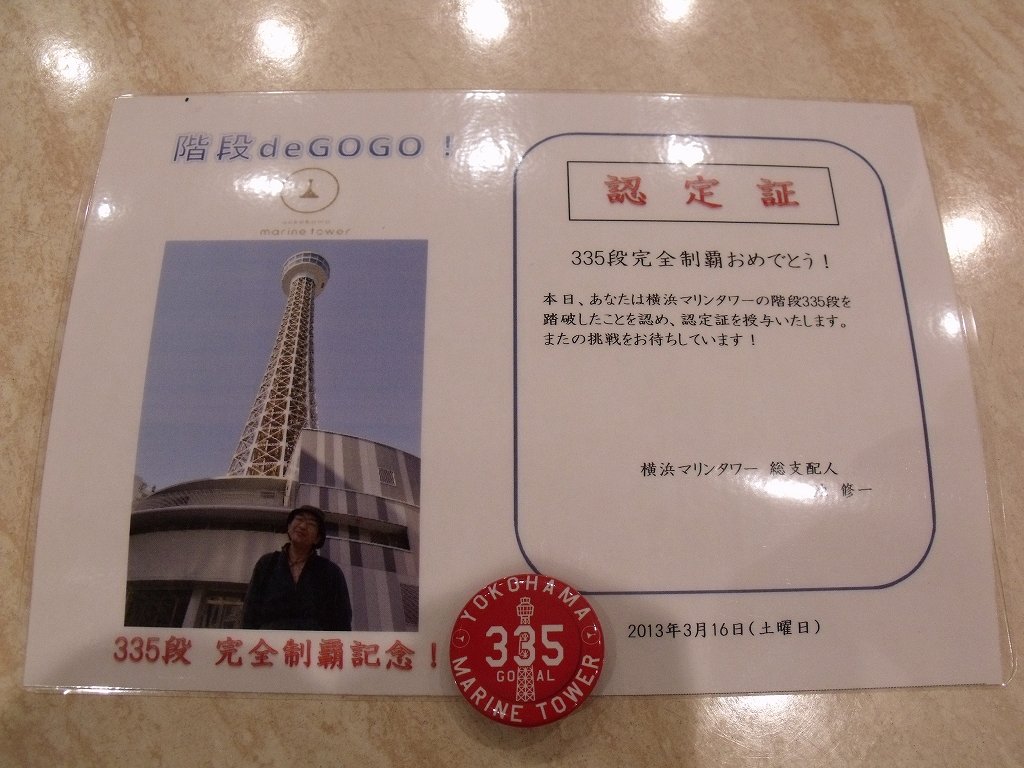 階段deGOGO！
yokohama
marine tower
335段 完全制覇記念！
認定証
335段完全制覇おめでとう！
本日、あなたは横浜マリンタワーの階段335段を
踏破したことを認め、認定証を授与いたします。
またの挑戦をお待ちしています！
横浜マリンタワー 総支配人
修一
2013年3月16日(土曜日)
YOKOHAMA
335
GOAL
MARINE TOWER